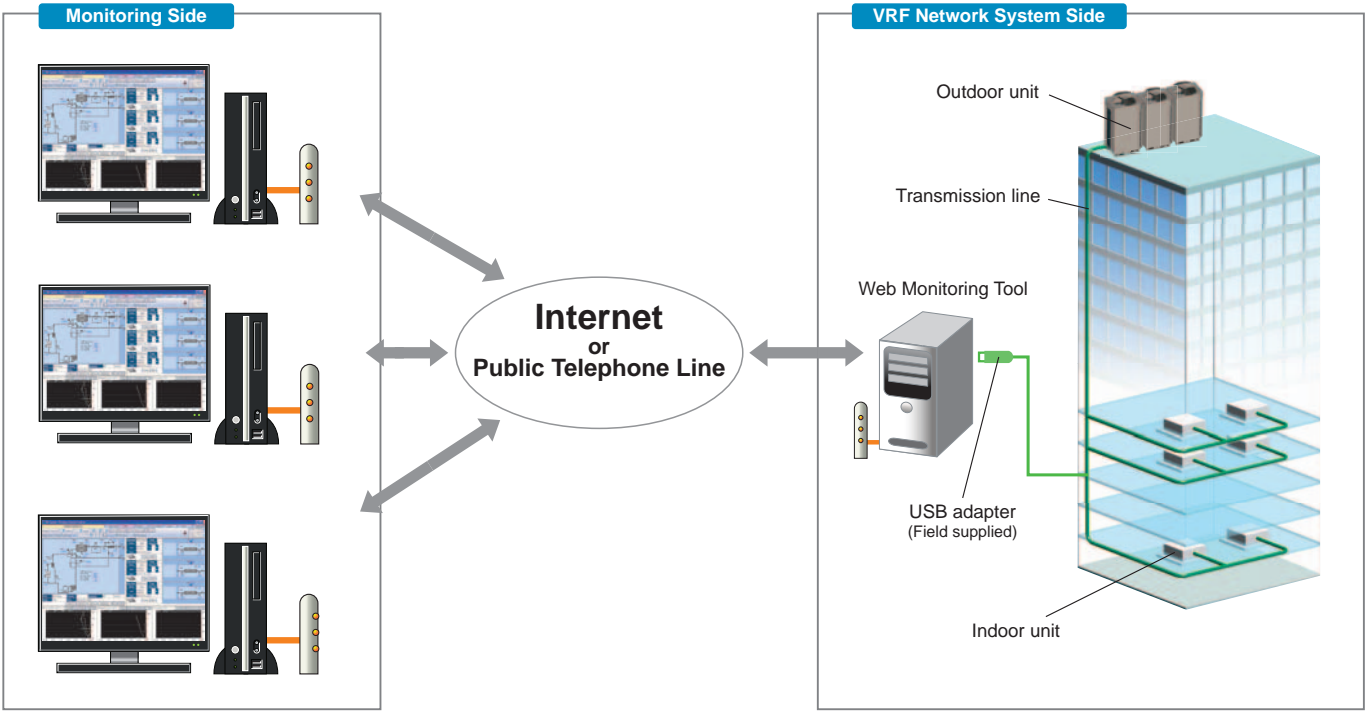 Monitoring Side
VRF Network System Side
Outdoor unit
Transmission line
Web Monitoring Tool
Internet
or
Public Telephone Line
USB adapter
(Field supplied)
Indoor unit